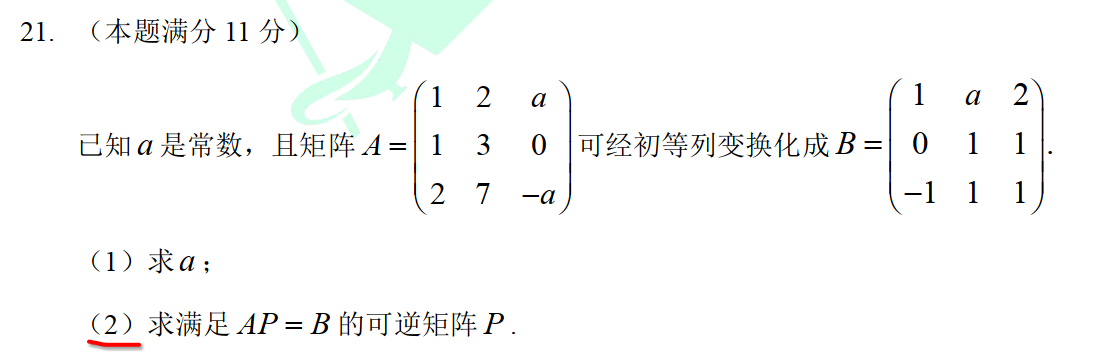 21. （本题满分 11 分）
已知 a 是常数，且矩阵 A = \begin{pmatrix} 1 & 2 & a \\ 1 & 3 & 0 \\ 2 & 7 & -a \end{pmatrix} 可经初等列变换化成 B = \begin{pmatrix} 1 & a & 2 \\ 0 & 1 & 1 \\ -1 & 1 & 1 \end{pmatrix}.
（1）求 a；
（2）求满足 AP = B 的可逆矩阵 P .